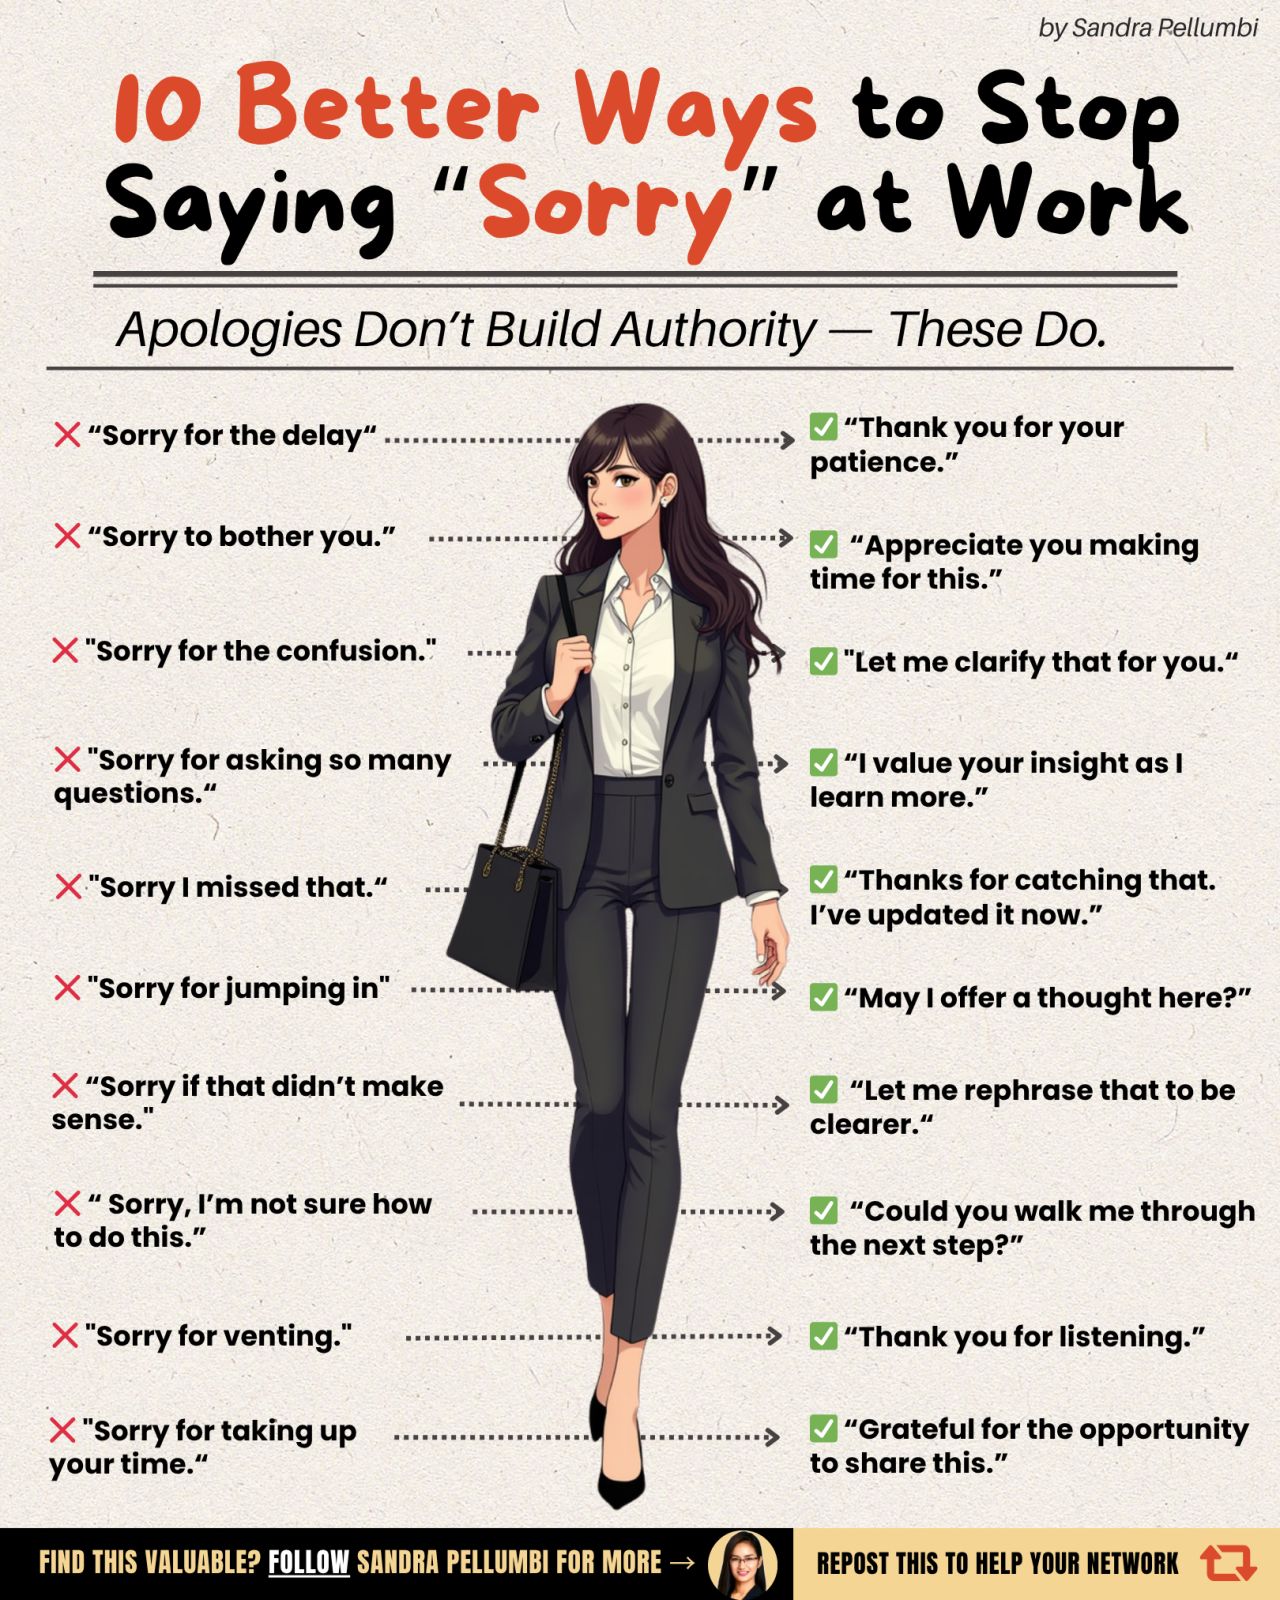 by Sandra Pellumbi
10 Better Ways to Stop
Saying “Sorry” at Work
Apologies Don’t Build Authority — These Do.
❌ “Sorry for the delay“
✅ “Thank you for your
patience.”
❌ “Sorry to bother you.”
✅ “Appreciate you making
time for this.”
❌ "Sorry for the confusion."
✅ "Let me clarify that for you.“
❌ "Sorry for asking so many
questions.“
✅ “I value your insight as I
learn more.”
❌ "Sorry I missed that.“
✅ “Thanks for catching that.
I’ve updated it now.”
❌ "Sorry for jumping in"
✅ “May I offer a thought here?”
❌ “Sorry if that didn’t make
sense."
✅ “Let me rephrase that to be
clearer.“
❌ “ Sorry, I’m not sure how
to do this.”
✅ “Could you walk me through
the next step?”
❌ "Sorry for venting."
✅ “Thank you for listening.”
❌ "Sorry for taking up
your time.“
✅ “Grateful for the opportunity
to share this.”
FIND THIS VALUABLE? FOLLOW SANDRA PELLUMBI FOR MORE →
REPOST THIS TO HELP YOUR NETWORK